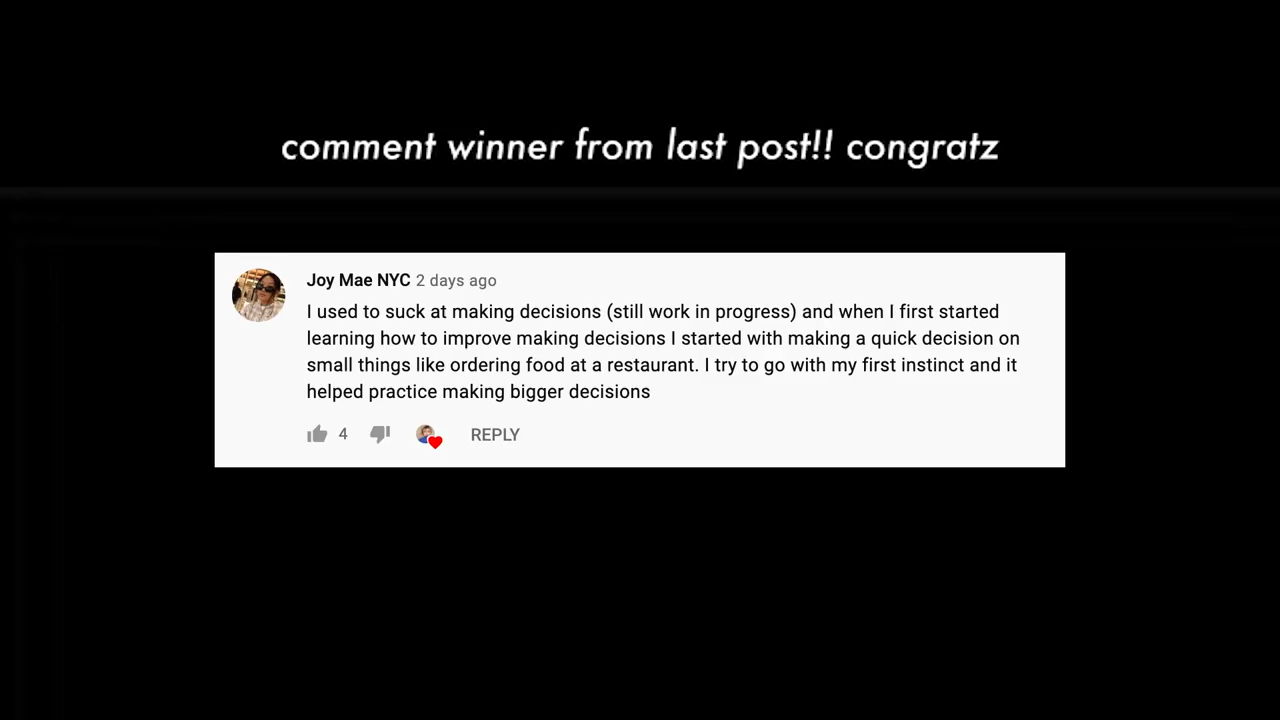 comment winner from last post!! congratz
Joy Mae NYC 2 days ago
I used to suck at making decisions (still work in progress) and when I first started
learning how to improve making decisions I started with making a quick decision on
small things like ordering food at a restaurant. I try to go with my first instinct and it
helped practice making bigger decisions
4 REPLY